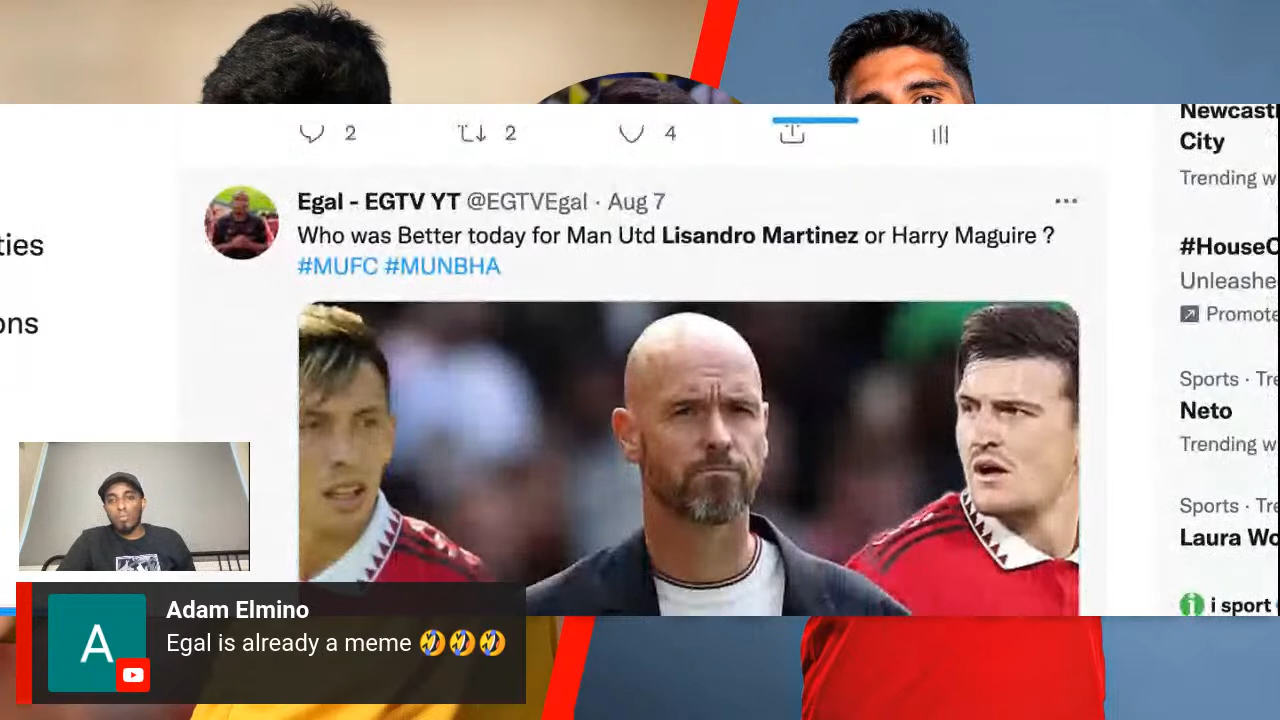 2 2 4
Egal - EGTV YT @EGTVEgal · Aug 7
Who was Better today for Man Utd Lisandro Martinez or Harry Maguire ?
#MUFC #MUNBHA
ties
ons
City
Trending w
#HouseO
Unleashe
Promote
Sports · Tre
Neto
Trending w
Sports · Tre
Laura Wo
i sport
A
Adam Elmino
Egal is already a meme 🤣🤣🤣